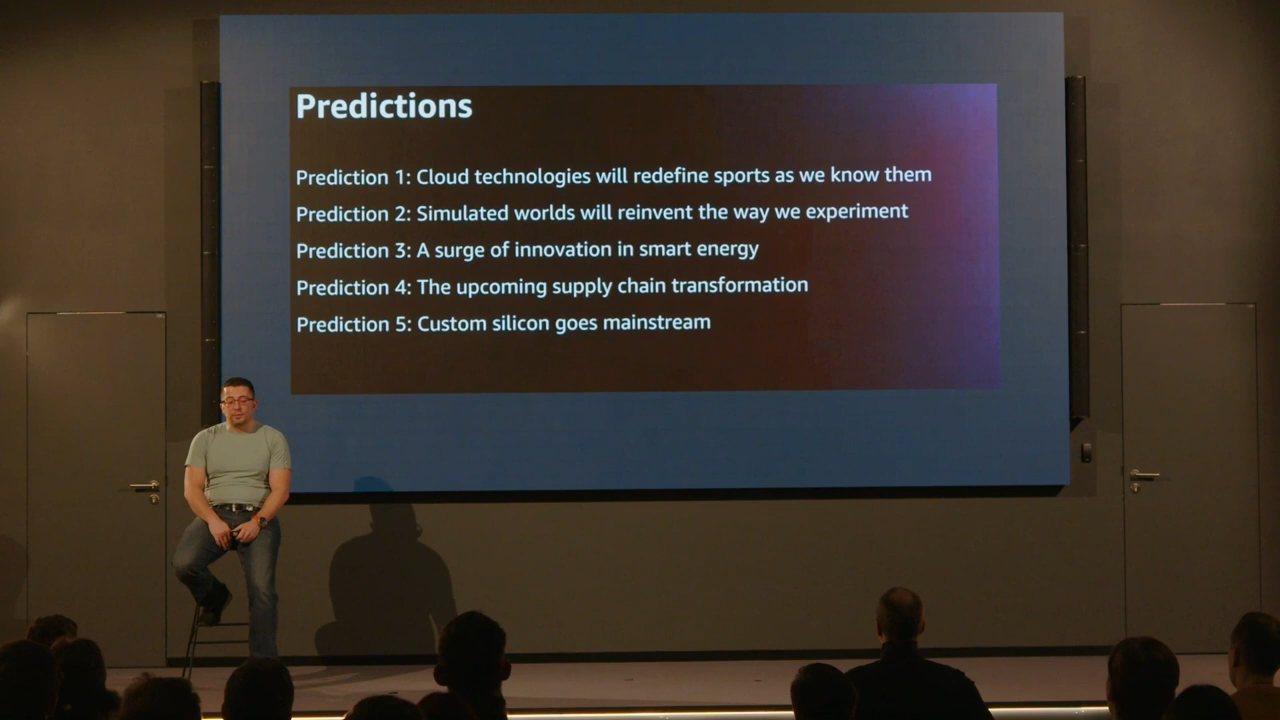 Predictions
Prediction 1: Cloud technologies will redefine sports as we know them
Prediction 2: Simulated worlds will reinvent the way we experiment
Prediction 3: A surge of innovation in smart energy
Prediction 4: The upcoming supply chain transformation
Prediction 5: Custom silicon goes mainstream